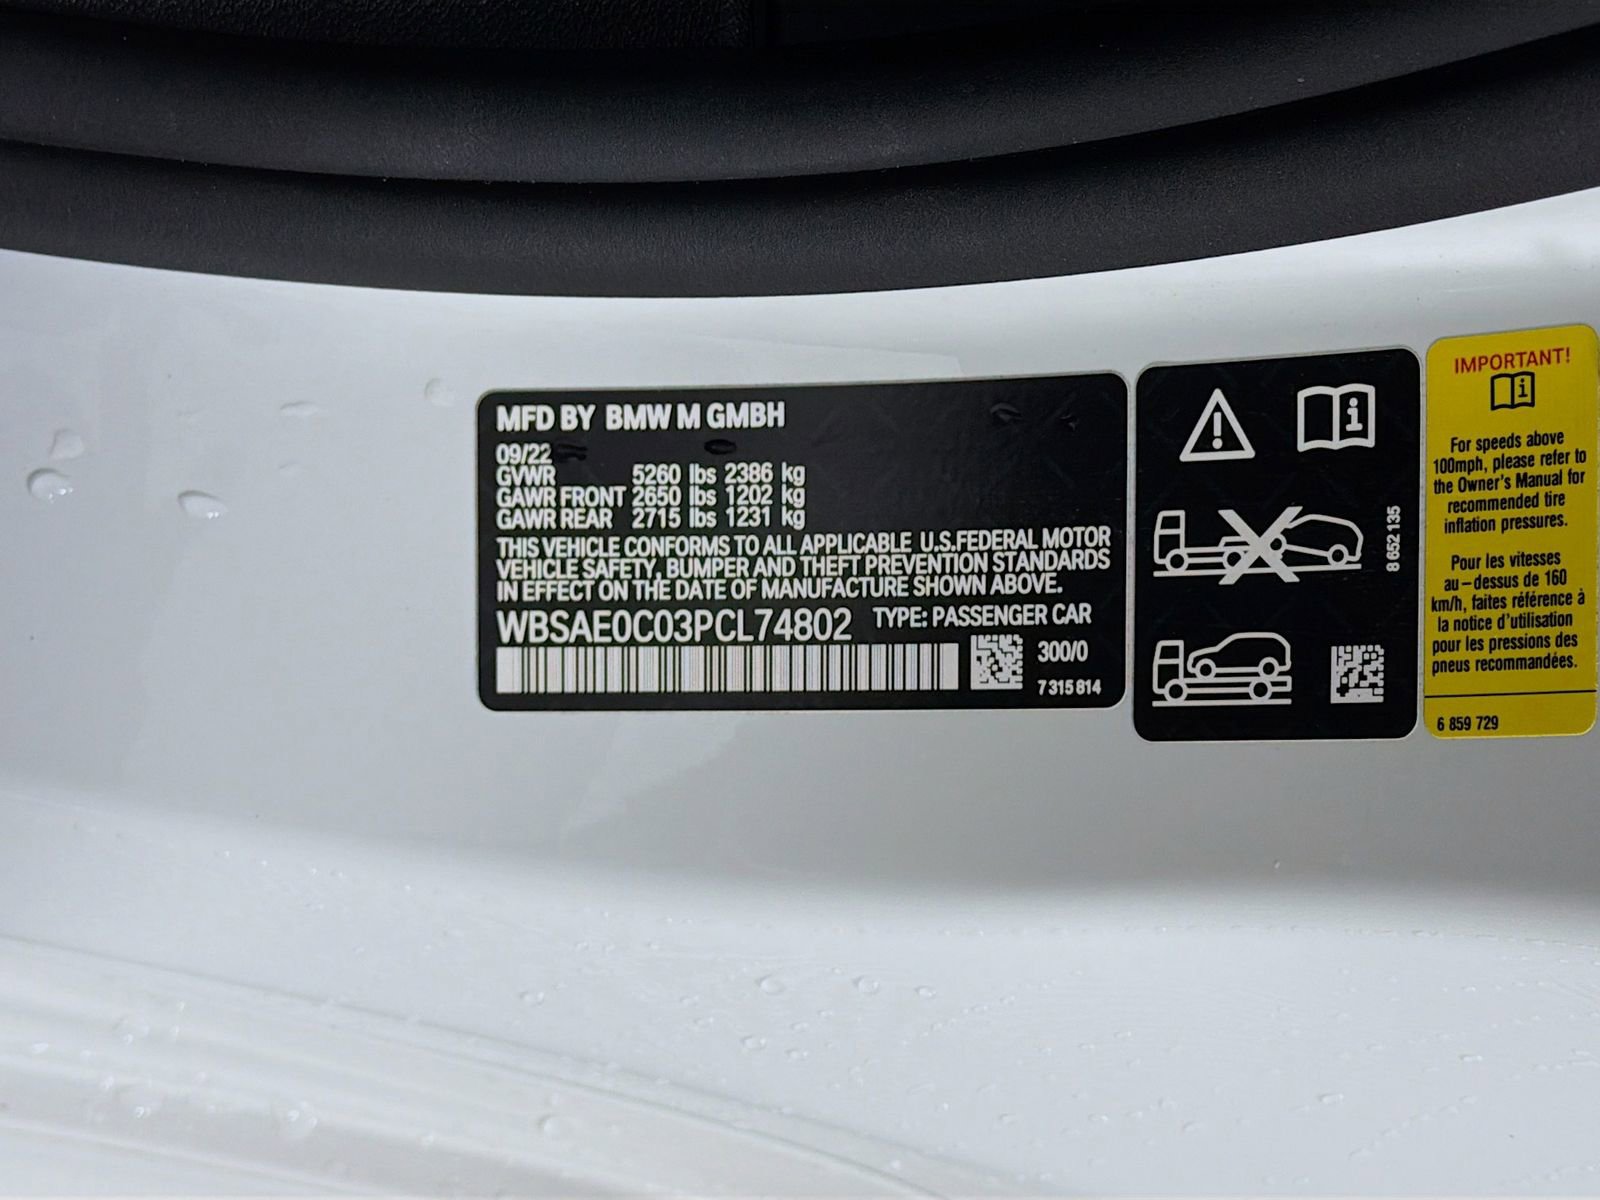 MFD BY BMW M GMBH
09/22
GVWR 5260 lbs 2386 kg
GAWR FRONT 2650 lbs 1202 kg
GAWR REAR 2715 lbs 1231 kg
THIS VEHICLE CONFORMS TO ALL APPLICABLE U.S.FEDERAL MOTOR
VEHICLE SAFETY, BUMPER AND THEFT PREVENTION STANDARDS
IN EFFECT ON THE DATE OF MANUFACTURE SHOWN ABOVE.
WBSAE0C03PCL74802 TYPE: PASSENGER CAR
300/0
7 315 814
8 652 135
IMPORTANT!
For speeds above
100mph, please refer to
the Owner's Manual for
recommended tire
inflation pressures.
Pour les vitesses
au-dessus de 160
km/h, faites référence à
la notice d'utilisation
pour les pressions des
pneus recommandées.
6 859 729